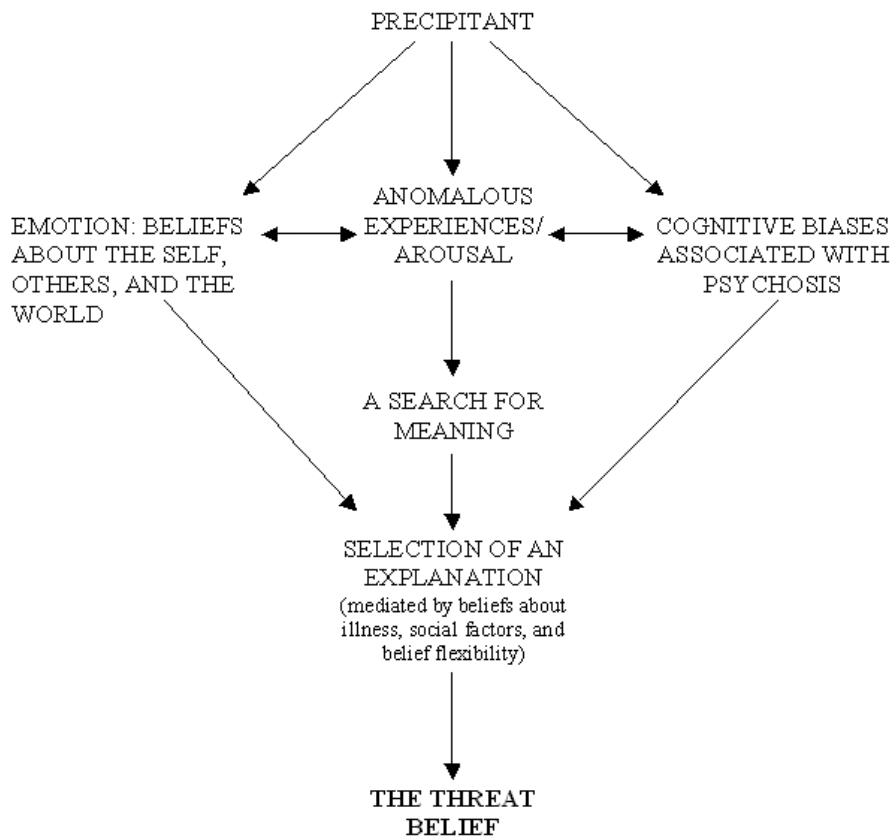 PRECIPITANT
EMOTION: BELIEFS
ABOUT THE SELF,
OTHERS, AND THE
WORLD
ANOMALOUS
EXPERIENCES/
AROUSAL
COGNITIVE BIASES
ASSOCIATED WITH
PSYCHOSIS
A SEARCH FOR
MEANING
SELECTION OF AN
EXPLANATION
(mediated by beliefs about
illness, social factors, and
belief flexibility)
THE THREAT
BELIEF